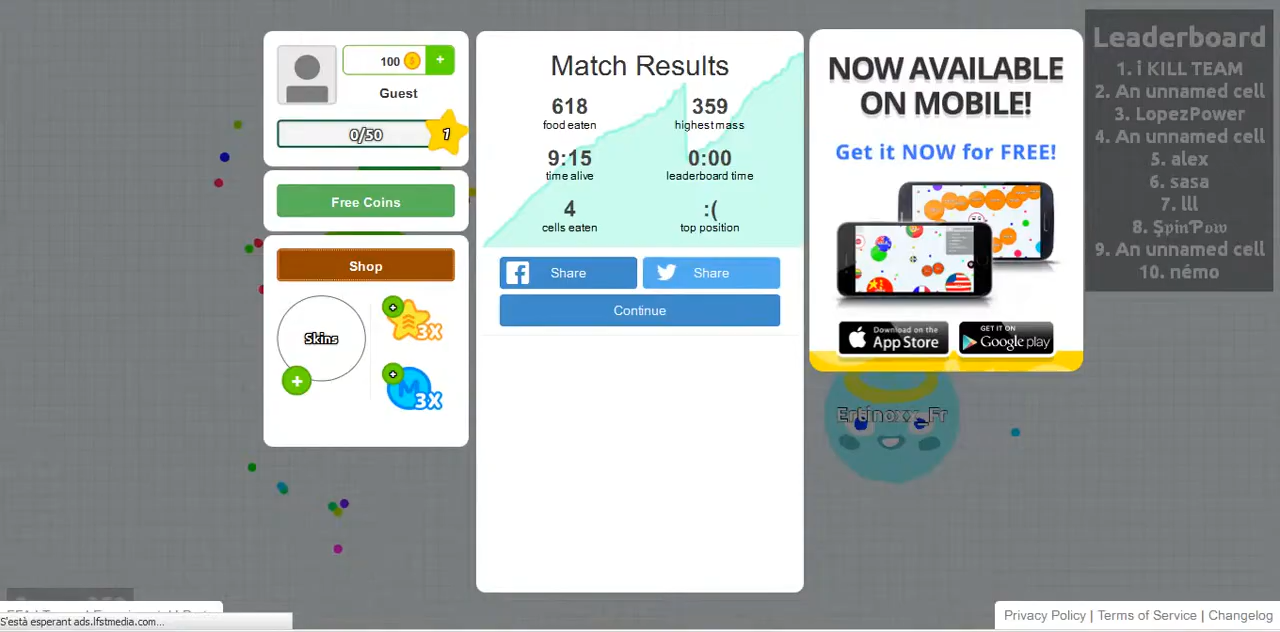 100
+
Guest
0/50
1
Free Coins
Shop
Skins
+
3X
M
3X
Match Results
618
food eaten
359
highest mass
9:15
time alive
0:00
leaderboard time
4
cells eaten
:(
top position
Share
Share
Continue
NOW AVAILABLE
ON MOBILE!
Get it NOW for FREE!
Download on the
App Store
GET IT ON
Google play
Leaderboard
1. i KILL TEAM
2. An unnamed cell
3. LopezPower
4. An unnamed cell
5. alex
6. sasa
7. lll
8. Şpin'Pow
9. An unnamed cell
10. némo
Ertinoxx_Fr
S'està esperant ads.lfstmedia.com...
Privacy Policy | Terms of Service | Changelog